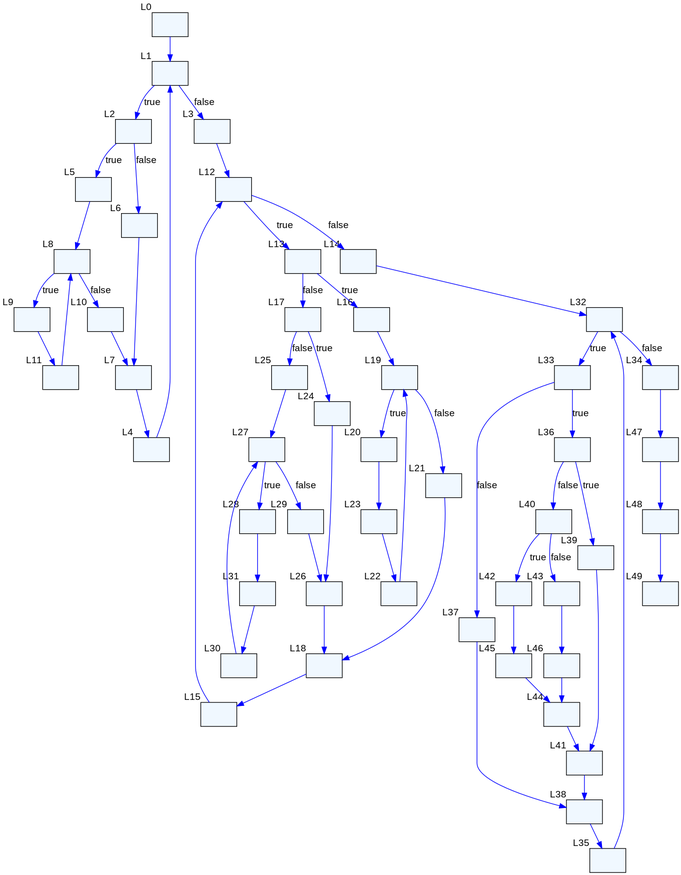 L0
L1
true
false
L2
L3
true
false
L5
L12
L6
true
false
L8
L13
L14
true
false
false
true
L9
L10
L17
L16
L32
false
true
true
false
L11
L7
L25
L19
L33
L34
L24
true
false
true
L4
L27
L20
L36
L47
L21
true
false
false
false
true
L28
L29
L23
L40
L48
L39
true
false
L31
L26
L22
L42
L43
L49
L37
L30
L18
L45
L46
L15
L44
L41
L38
L35